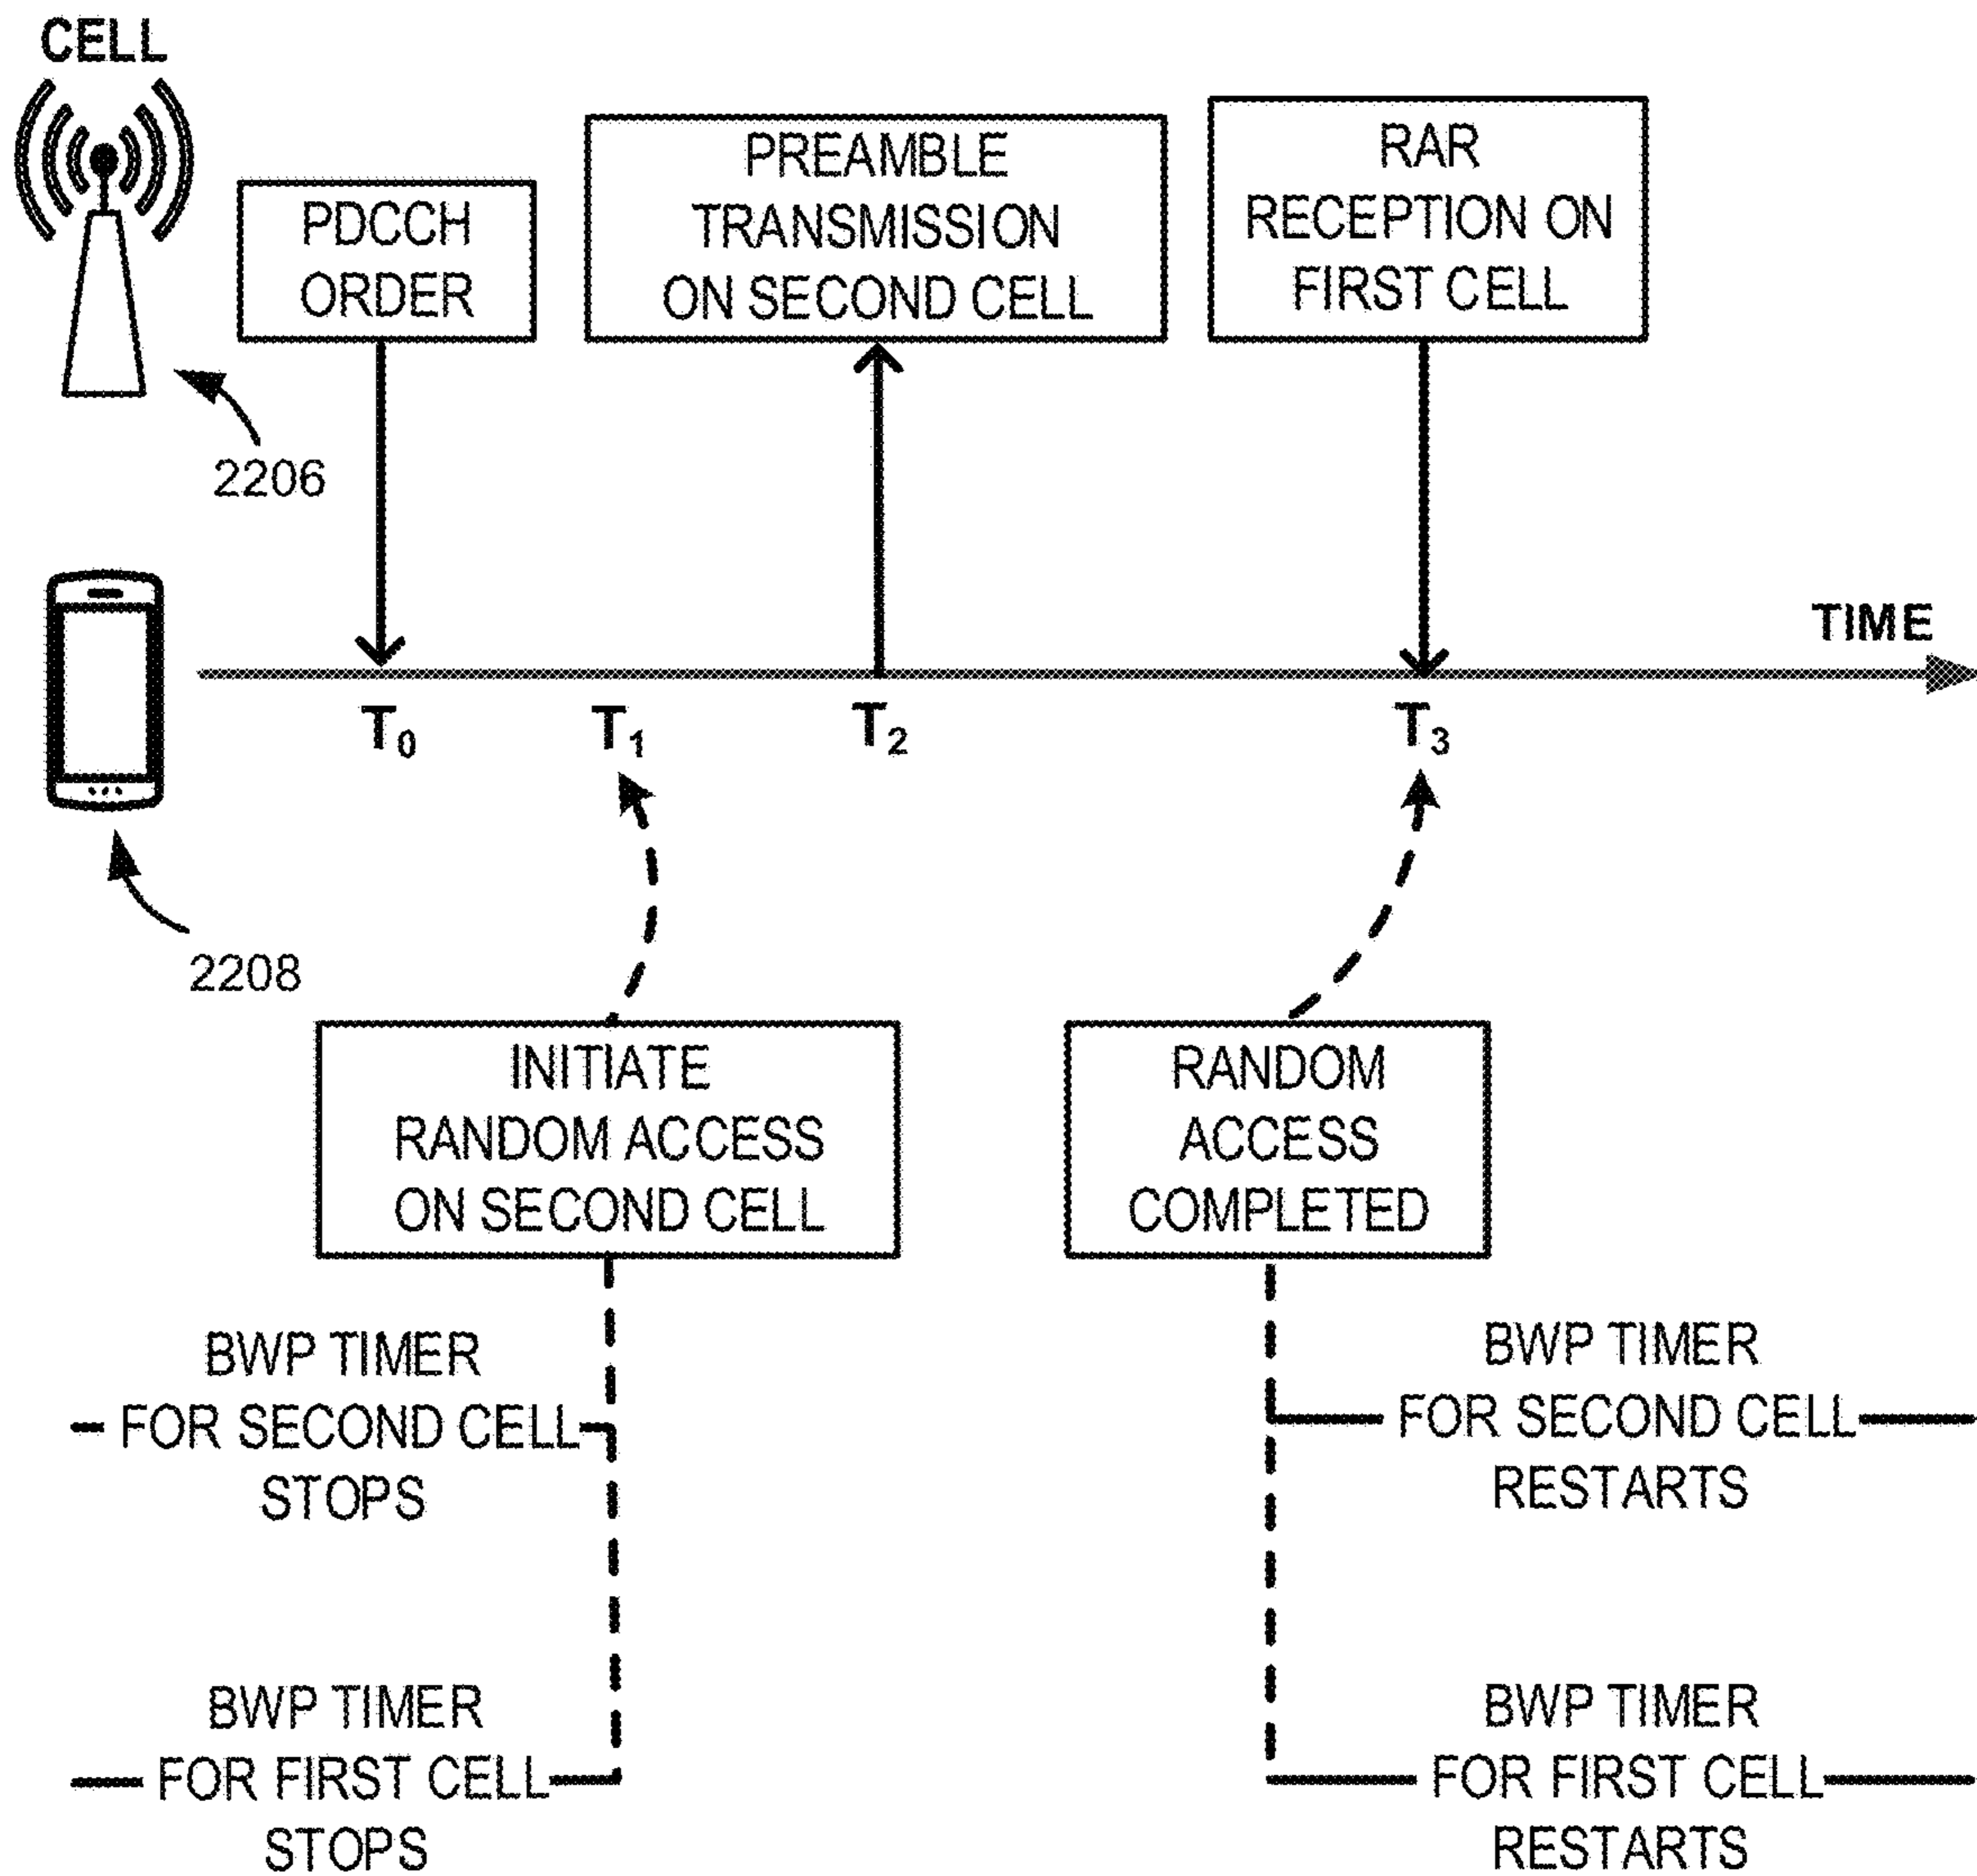 CELL
PDCCH
ORDER
PREAMBLE
TRANSMISSION
ON SECOND CELL
RAR
RECEPTION ON
FIRST CELL
2206
TIME
T0
T1
T2
T3
2208
INITIATE
RANDOM ACCESS
ON SECOND CELL
RANDOM
ACCESS
COMPLETED
BWP TIMER
FOR SECOND CELL
STOPS
BWP TIMER
FOR SECOND CELL
RESTARTS
BWP TIMER
FOR FIRST CELL
STOPS
BWP TIMER
FOR FIRST CELL
RESTARTS